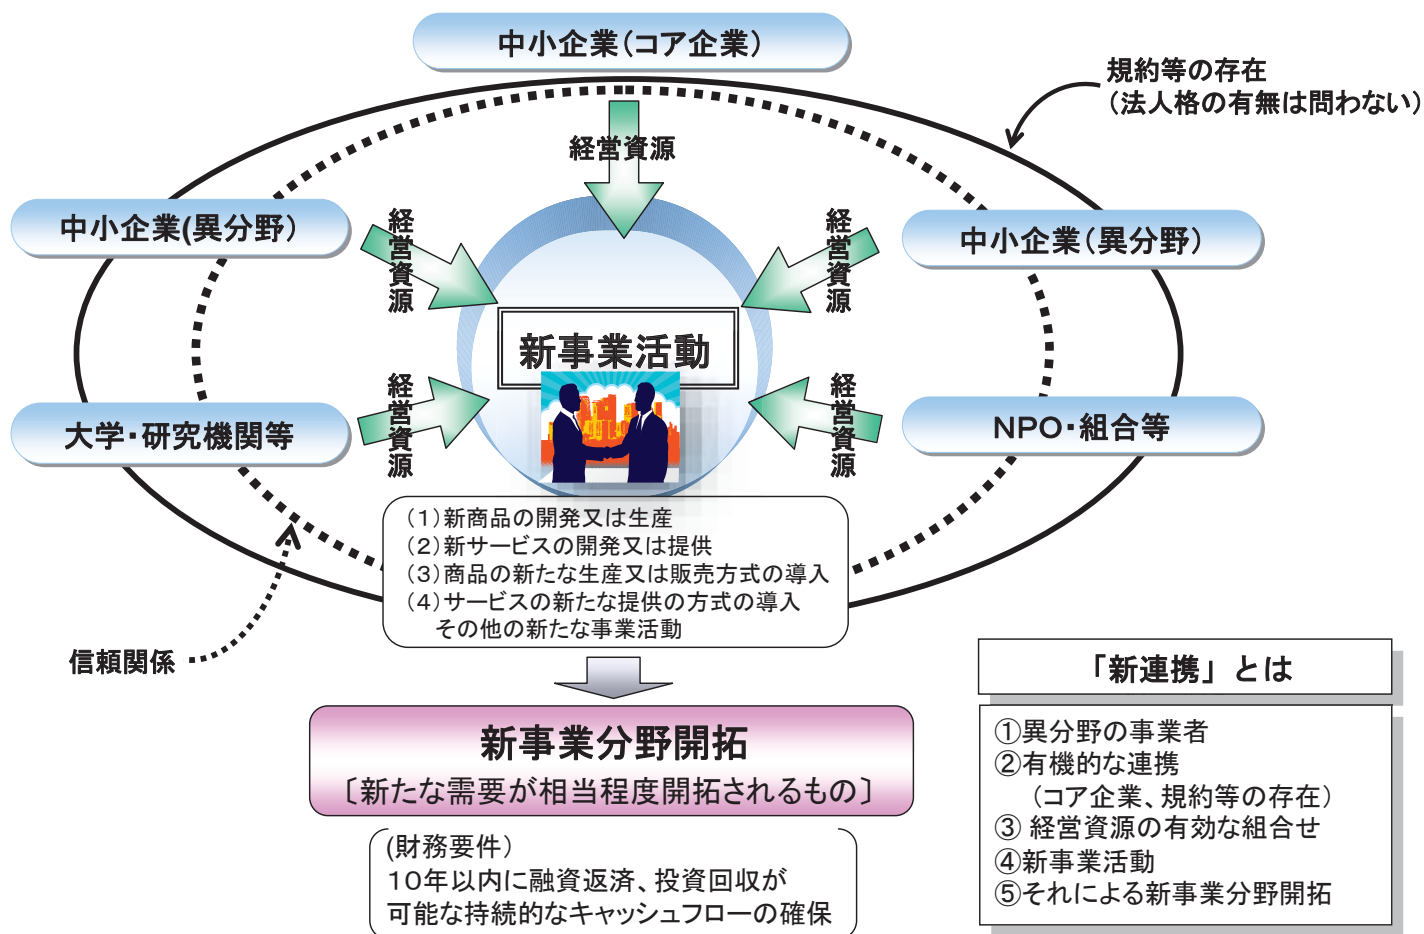 中小企業（コア企業）
規約等の存在
（法人格の有無は問わない）
経営資源
中小企業(異分野）
経営資源
経営資源
中小企業（異分野）
新事業活動
大学・研究機関等
経営資源
経営資源
NPO・組合等
（１）新商品の開発又は生産
（２）新サービスの開発又は提供
（３）商品の新たな生産又は販売方式の導入
（４）サービスの新たな提供の方式の導入
その他の新たな事業活動
信頼関係
新事業分野開拓
〔新たな需要が相当程度開拓されるもの〕
(財務要件）
１０年以内に融資返済、投資回収が
可能な持続的なキャッシュフローの確保
「新連携」とは
①異分野の事業者
②有機的な連携
（コア企業、規約等の存在）
③ 経営資源の有効な組合せ
④新事業活動
⑤それによる新事業分野開拓